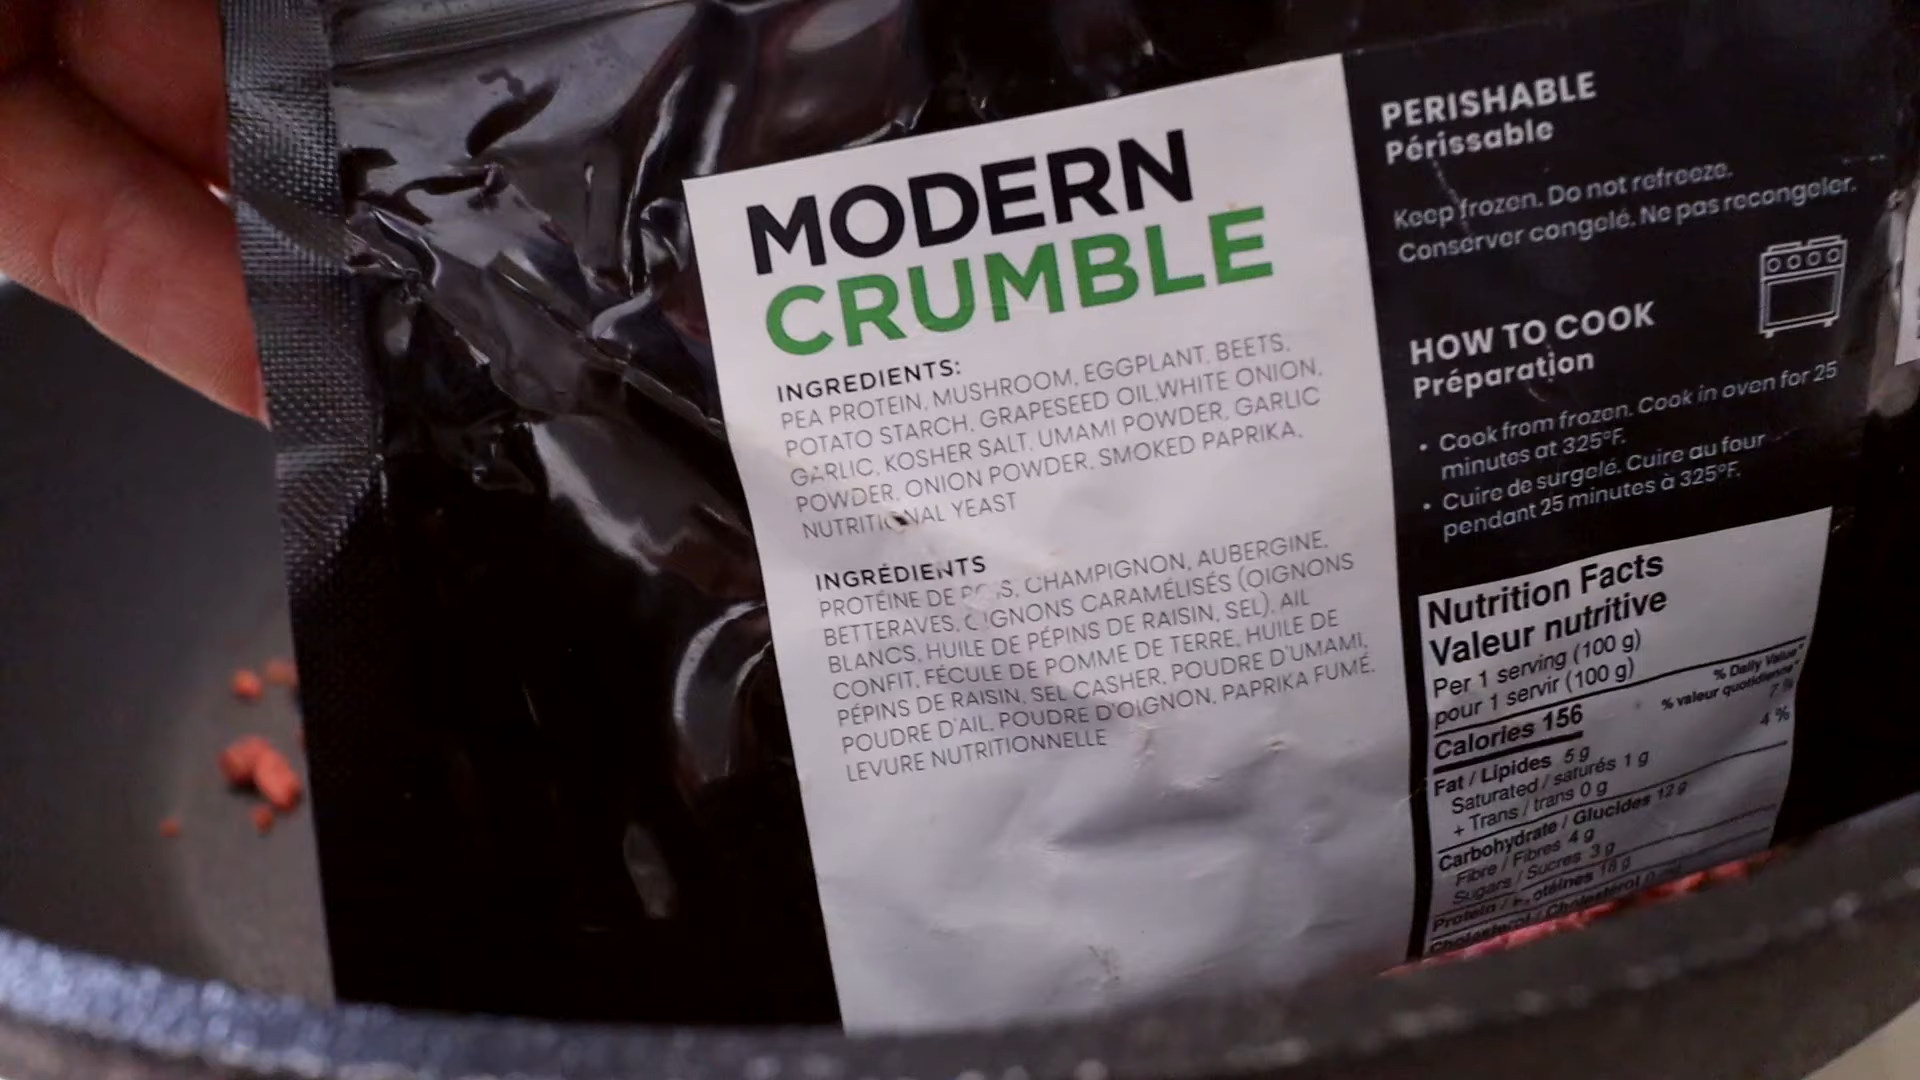 MODERN
CRUMBLE
INGREDIENTS:
PEA PROTEIN, MUSHROOM, EGGPLANT, BEETS,
POTATO STARCH, GRAPESEED OIL,WHITE ONION,
GARLIC, KOSHER SALT, UMAMI POWDER, GARLIC
POWDER, ONION POWDER, SMOKED PAPRIKA,
NUTRITIONAL YEAST
INGRÉDIENTS
PROTÉINE DE POIS, CHAMPIGNON, AUBERGINE,
BETTERAVES, OIGNONS CARAMÉLISÉS (OIGNONS
BLANCS, HUILE DE PÉPINS DE RAISIN, SEL), AIL
CONFIT, FÉCULE DE POMME DE TERRE, HUILE DE
PÉPINS DE RAISIN, SEL CASHER, POUDRE D'UMAMI,
POUDRE D'AIL, POUDRE D'OIGNON, PAPRIKA FUMÉ,
LEVURE NUTRITIONNELLE
PERISHABLE
Périssable
Keep frozen. Do not refreeze.
Conserver congelé. Ne pas recongeler.
HOW TO COOK
Préparation
• Cook from frozen. Cook in oven for 25
minutes at 325°F.
• Cuire de surgelé. Cuire au four
pendant 25 minutes à 325°F.
Nutrition Facts
Valeur nutritive
Per 1 serving (100 g)
pour 1 servir (100 g)
% Daily Value*
% valeur quotidienne*
Calories 156
Fat / Lipides 5 g 7 %
Saturated / saturés 1 g 4 %
+ Trans / trans 0 g
Carbohydrate / Glucides 12 g
Fibre / Fibres 4 g
Sugars / Sucres 3 g
Protein / Protéines 18 g
Cholesterol / Cholestérol 0 mg